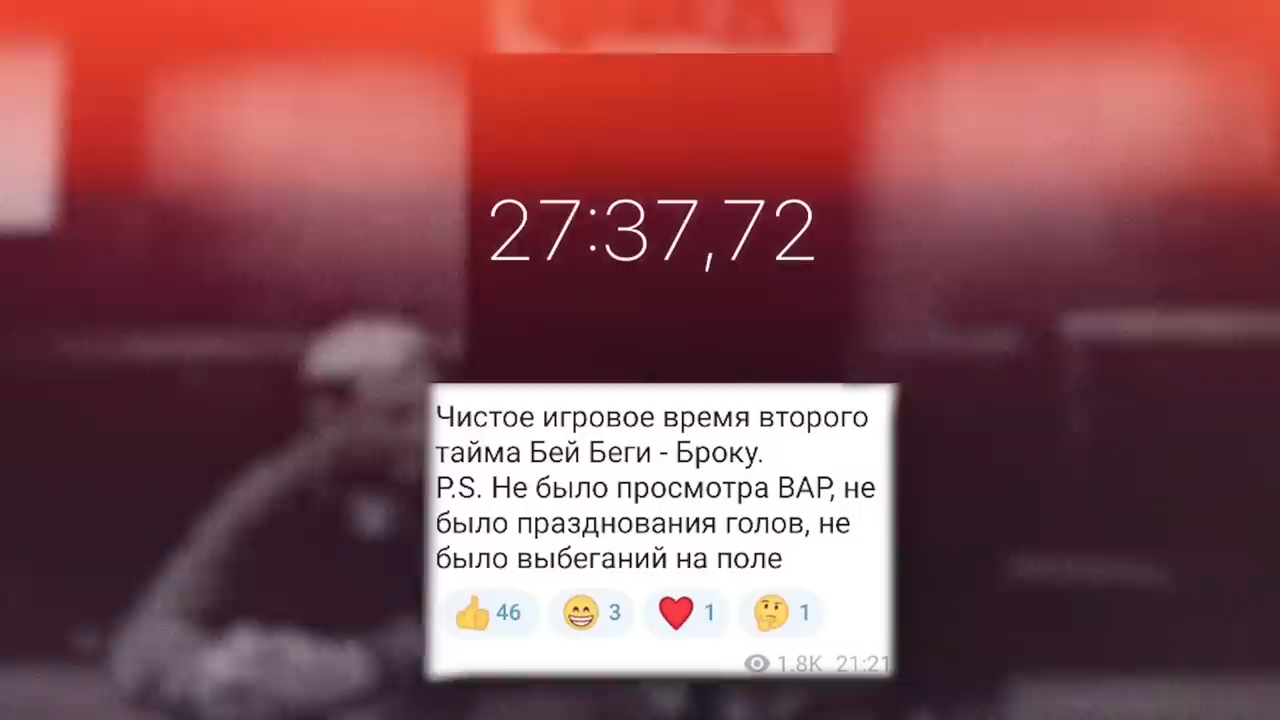 27:37,72
Чистое игровое время второго
тайма Бей Беги - Броку.
P.S. Не было просмотра ВАР, не
было празднования голов, не
было выбеганий на поле
46 3 1 1
1.8K 21:21